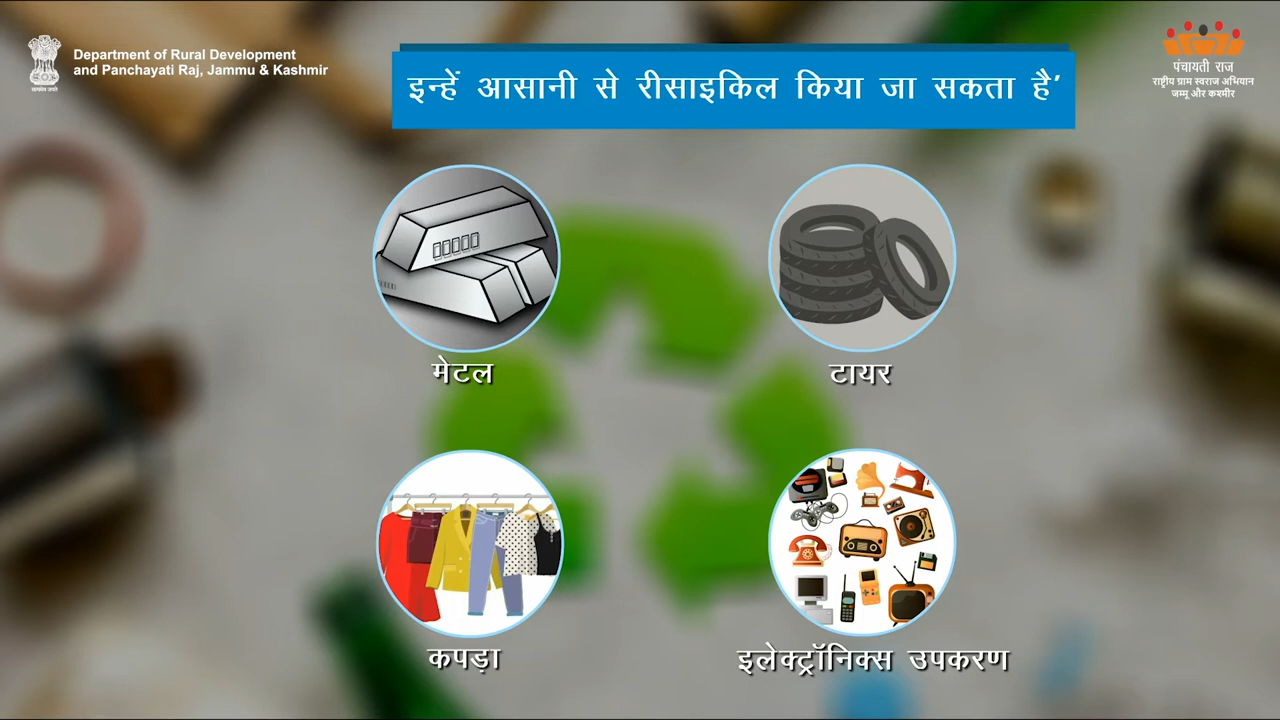 Department of Rural Development
and Panchayati Raj, Jammu & Kashmir
इन्हें आसानी से रीसाइकिल किया जा सकता है’
पंचायती राज
राष्ट्रीय ग्राम स्वराज अभियान
जम्मू और कश्मीर
मेटल
टायर
कपड़ा
इलेक्ट्रॉनिक्स उपकरण